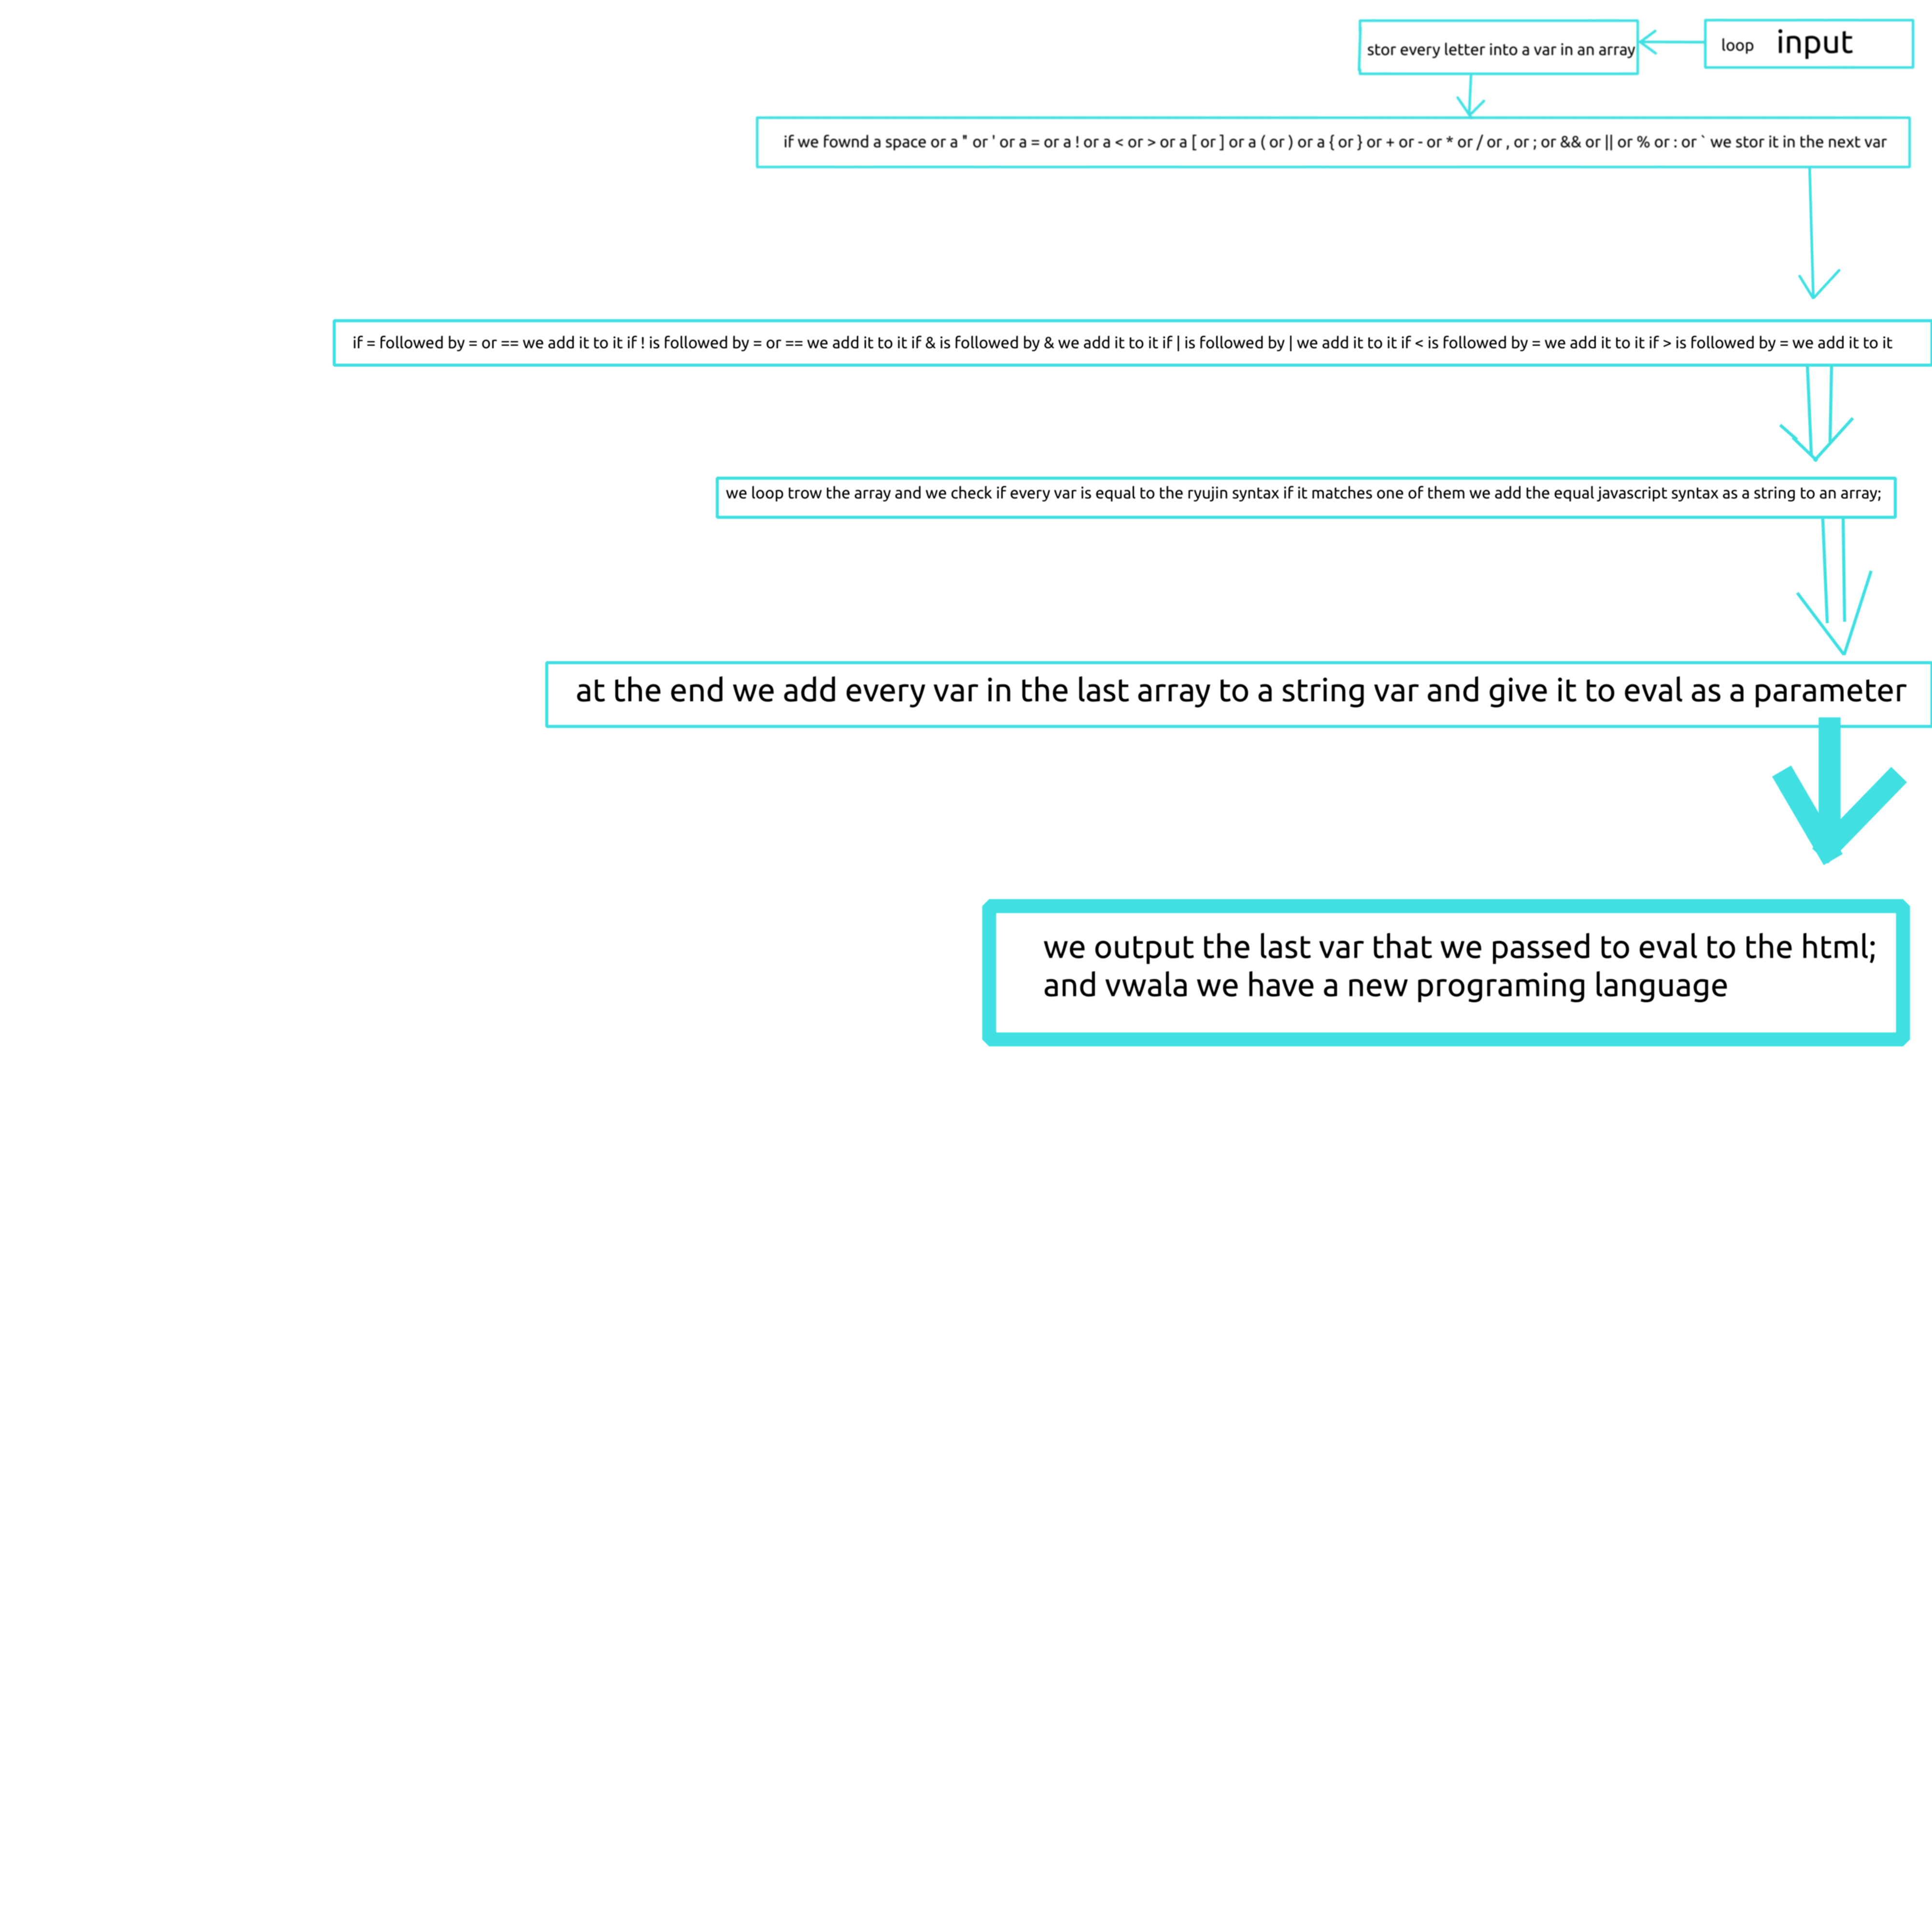 loop input
stor every letter into a var in an array
if we fownd a space or a " or ' or a = or a ! or a < or > or a [ or ] or a ( or ) or a { or } or + or - or * or / or , or ; or && or || or % or : or ` we stor it in the next var
if = followed by = or == we add it to it if ! is followed by = or == we add it to it if & is followed by & we add it to it if | is followed by | we add it to it if < is followed by = we add it to it if > is followed by = we add it to it
we loop trow the array and we check if every var is equal to the ryujin syntax if it matches one of them we add the equal javascript syntax as a string to an array;
at the end we add every var in the last array to a string var and give it to eval as a parameter
we output the last var that we passed to eval to the html;
and vwala we have a new programing language